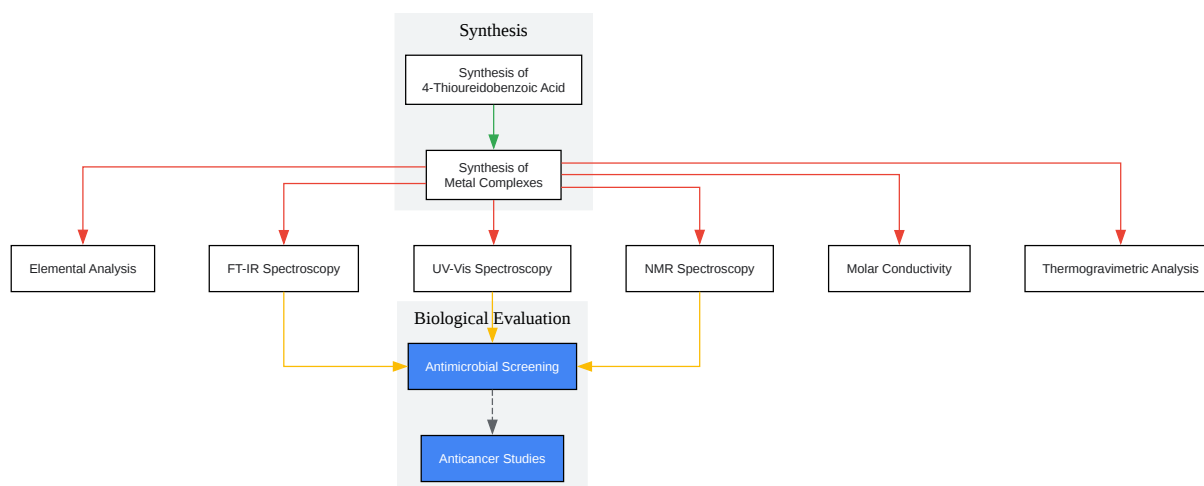 Synthesis
Synthesis of
4-Thioureidobenzoic Acid
Synthesis of
Metal Complexes
Elemental Analysis
FT-IR Spectroscopy
UV-Vis Spectroscopy
NMR Spectroscopy
Molar Conductivity
Thermogravimetric Analysis
Biological Evaluation
Antimicrobial Screening
Anticancer Studies